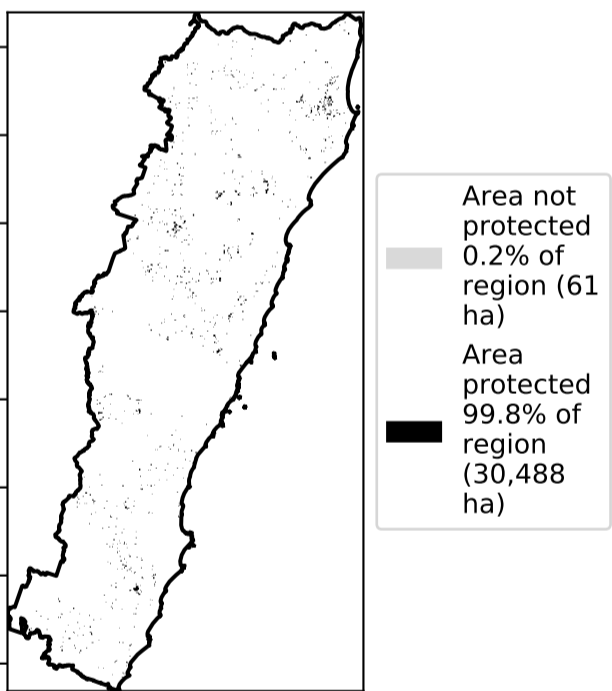 Area not
protected
0.2% of
region (61
ha)
Area
protected
99.8% of
region
(30,488
ha)